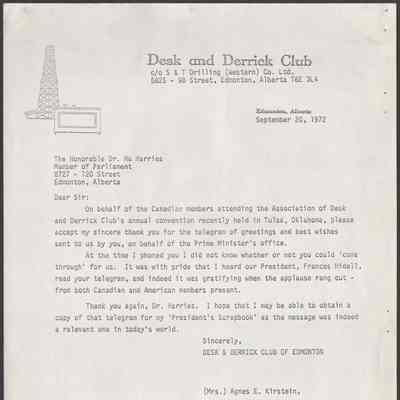 Desk and Derrick Club
c/o S & T Drilling (Western) Co. Ltd.
5825 - 90 Street, Edmonton, Alberta T6E 3L4
Edmonton, Alberta
September 20, 1972
The Honorable Dr. Hu Harries
Member of Parliament
8727 - 120 Street
Edmonton, Alberta
Dear Sir:
On behalf of the Canadian members attending the Association of Desk
and Derrick Club's annual convention recently held in Tulsa, Oklahoma, please
accept my sincere thank you for the telegram of greetings and best wishes
sent to us by you, on behalf of the Prime Minister's office.
At the time I phoned you I did not know whether or not you could 'come
through' for us. It was with pride that I heard our President, Frances
read your telegram, and indeed it was gratifying when the applause rang out -
from both Canadian and American members present.
Thank you again, Dr. Harries. I hope that I may be able to obtain a
copy of that telegram for my 'President's Scrapbook' as the message was indeed
a relevant one in today's world.
Sincerely,
DESK & DERRICK CLUB OF EDMONTON
(Mrs.) Agnes E. Kirstein,